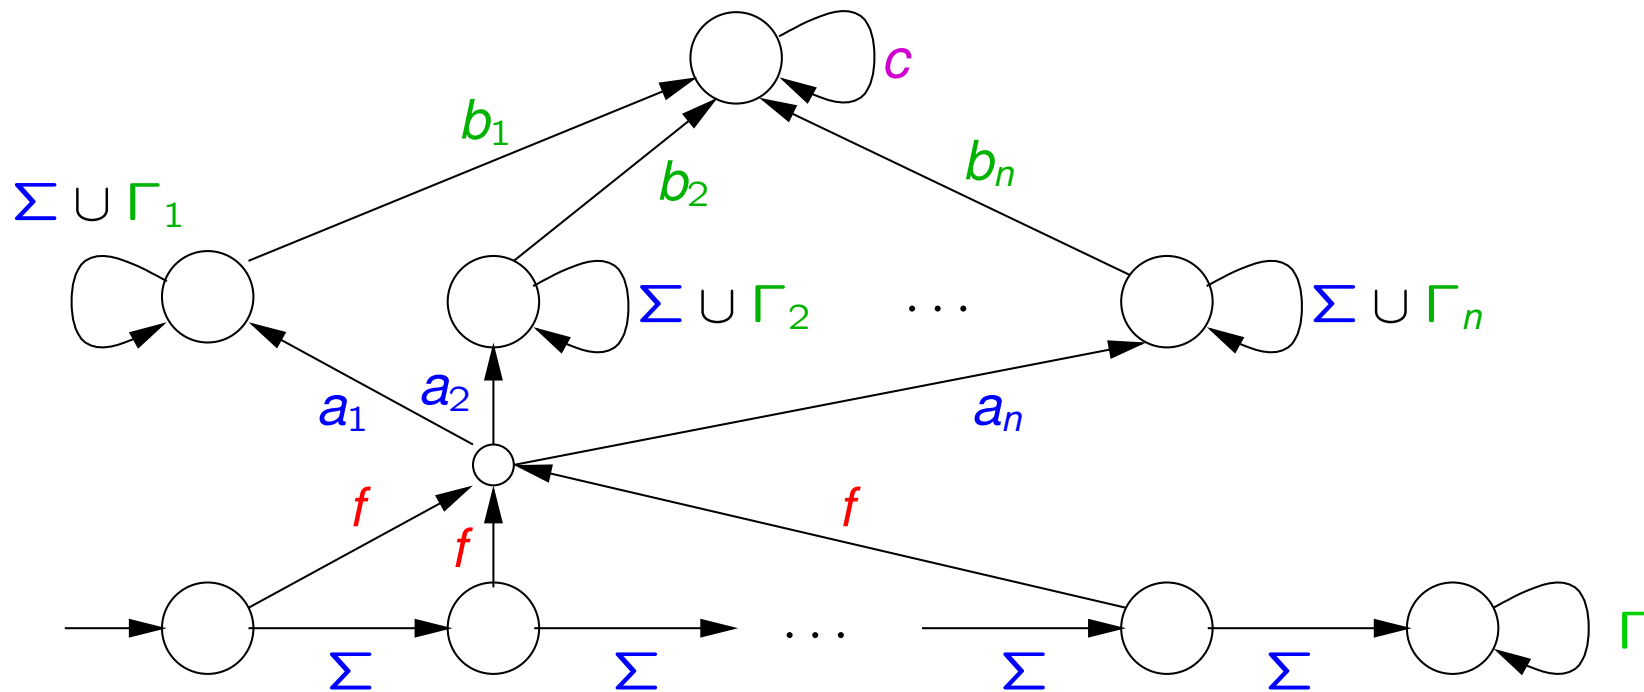 c
b₁
b₂
bₙ
Σ ∪ Γ₁
Σ ∪ Γ₂
...
Σ ∪ Γₙ
a₁
a₂
aₙ
f
f
f
...
Γ
Σ
Σ
Σ
Σ